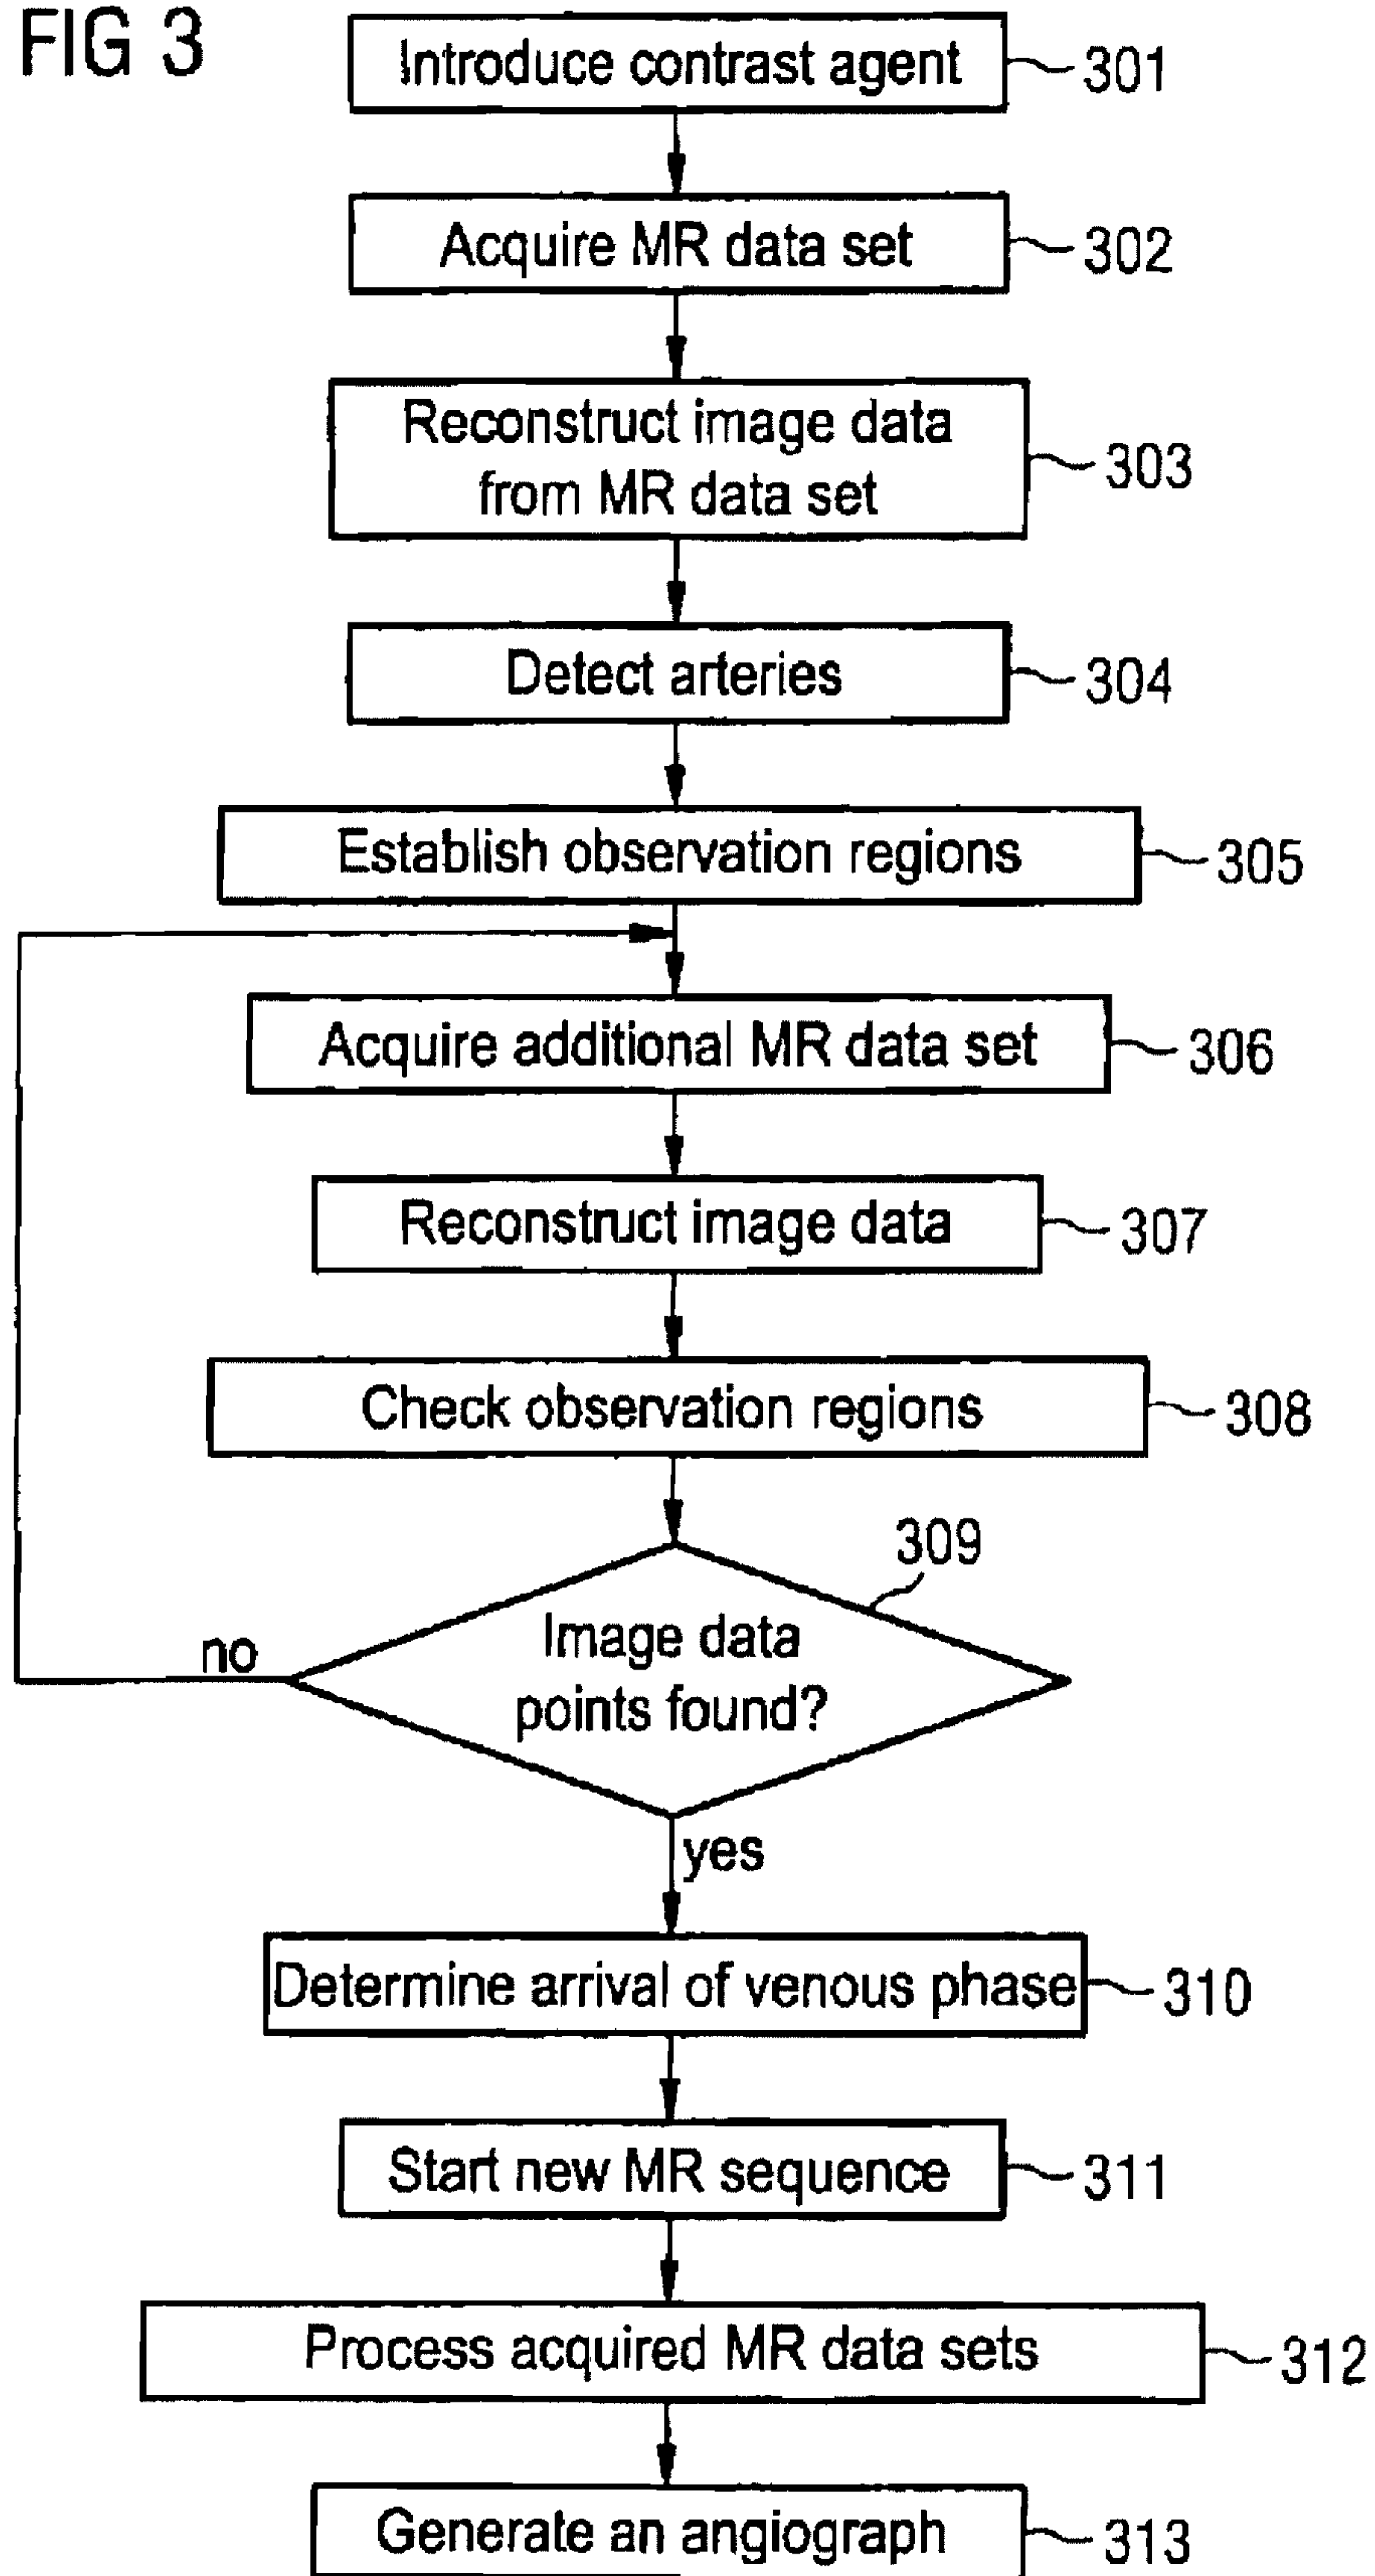 FIG 3
Introduce contrast agent
301
Acquire MR data set
302
Reconstruct image data
from MR data set
303
Detect arteries
304
Establish observation regions
305
Acquire additional MR data set
306
Reconstruct image data
307
Check observation regions
308
309
Image data
points found?
no
yes
Determine arrival of venous phase
310
Start new MR sequence
311
Process acquired MR data sets
312
Generate an angiograph
313